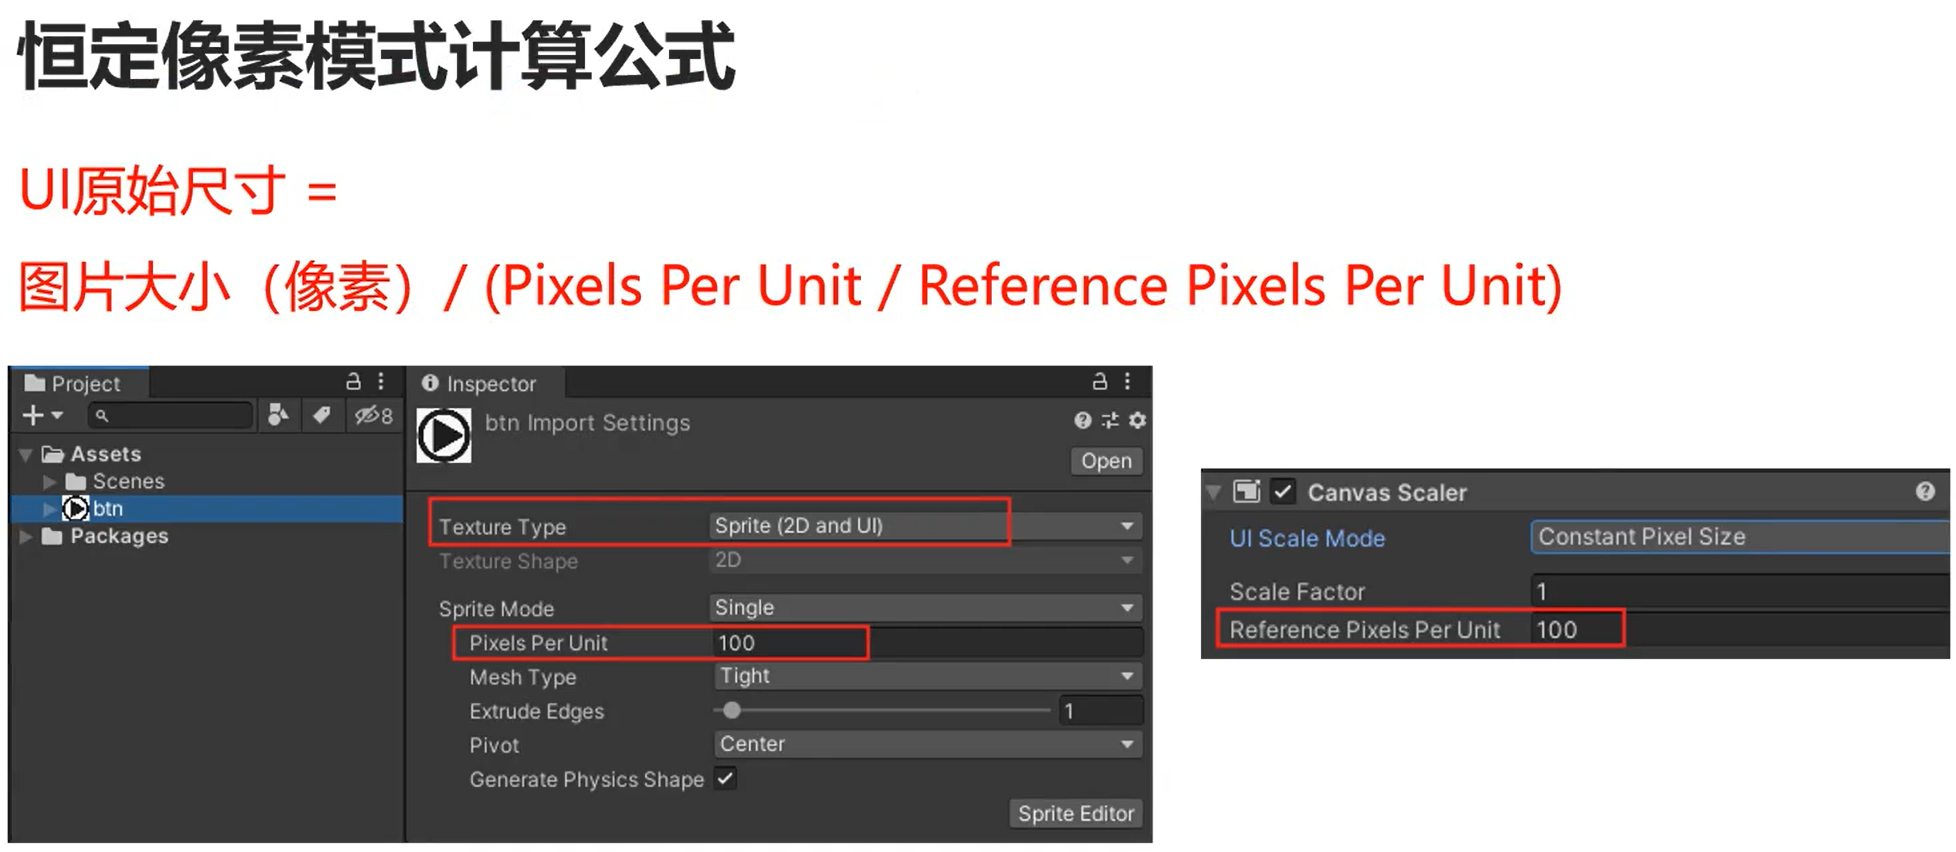 恒定像素模式计算公式
UI原始尺寸 =
图片大小（像素）/ (Pixels Per Unit / Reference Pixels Per Unit)
Project
8
Assets
Scenes
btn
Packages
Inspector
btn Import Settings
Open
Texture Type Sprite (2D and UI)
Texture Shape 2D
Sprite Mode Single
Pixels Per Unit 100
Mesh Type Tight
Extrude Edges 1
Pivot Center
Generate Physics Shape
Sprite Editor
Canvas Scaler
UI Scale Mode Constant Pixel Size
Scale Factor 1
Reference Pixels Per Unit 100